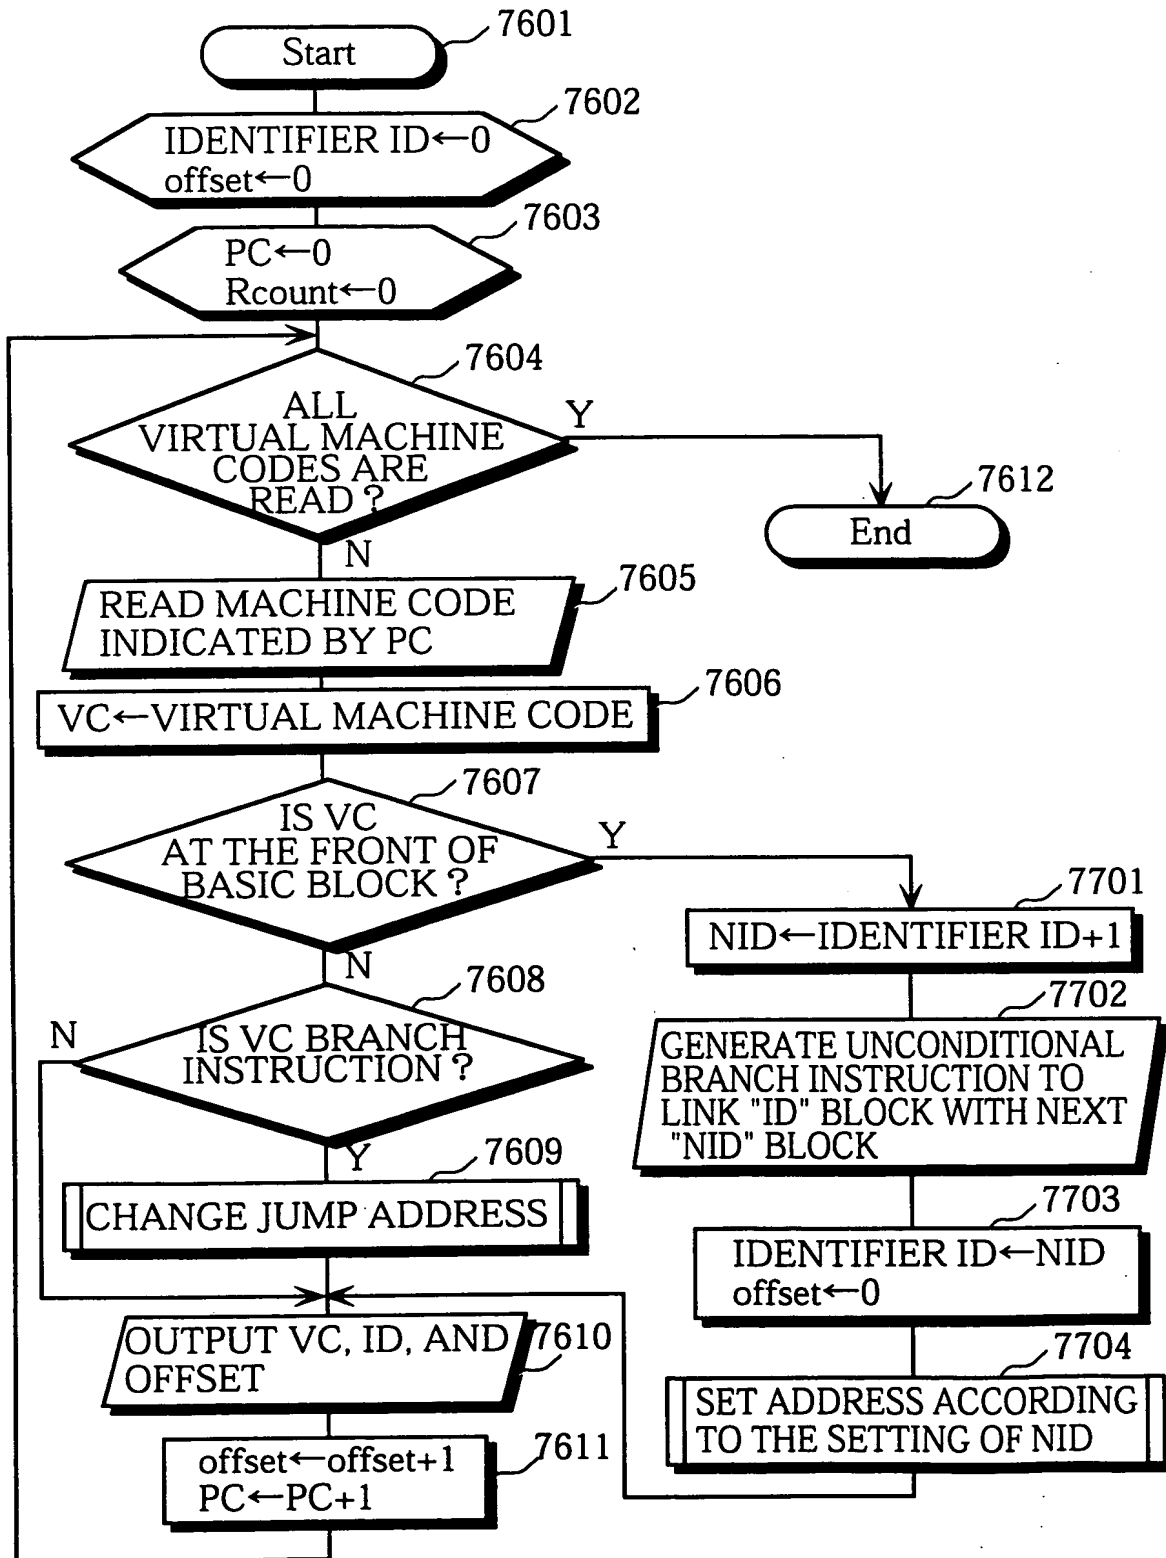 Start
7601
IDENTIFIER ID←0
offset←0
7602
PC←0
Rcount←0
7603
ALL
VIRTUAL MACHINE
CODES ARE
READ ?
7604
Y
N
End
7612
READ MACHINE CODE
INDICATED BY PC
7605
VC←VIRTUAL MACHINE CODE
7606
IS VC
AT THE FRONT OF
BASIC BLOCK ?
7607
Y
N
IS VC BRANCH
INSTRUCTION ?
7608
N
Y
CHANGE JUMP ADDRESS
7609
OUTPUT VC, ID, AND
OFFSET
7610
offset←offset+1
PC←PC+1
7611
NID←IDENTIFIER ID+1
7701
GENERATE UNCONDITIONAL
BRANCH INSTRUCTION TO
LINK "ID" BLOCK WITH NEXT
"NID" BLOCK
7702
IDENTIFIER ID←NID
offset←0
7703
SET ADDRESS ACCORDING
TO THE SETTING OF NID
7704